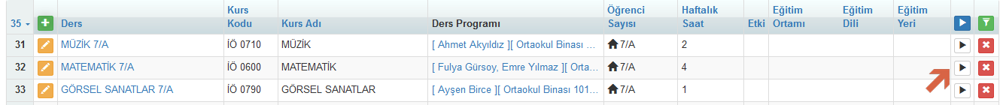 35 Ders Kurs Kodu Kurs Adı Ders Programı Öğrenci Sayısı Haftalık Saat Etki Eğitim Ortamı Eğitim Dili Eğitim Yeri
31 MÜZİK 7/A İÖ 0710 MÜZİK [ Ahmet Akyıldız ][ Ortaokul Binası ... 7/A 2
32 MATEMATİK 7/A İÖ 0600 MATEMATİK [ Fulya Gürsoy, Emre Yılmaz ][ Orta... 7/A 4
33 GÖRSEL SANATLAR 7/A İÖ 0790 GÖRSEL SANATLAR [ Ayşen Birce ][ Ortaokul Binası 101... 7/A 1